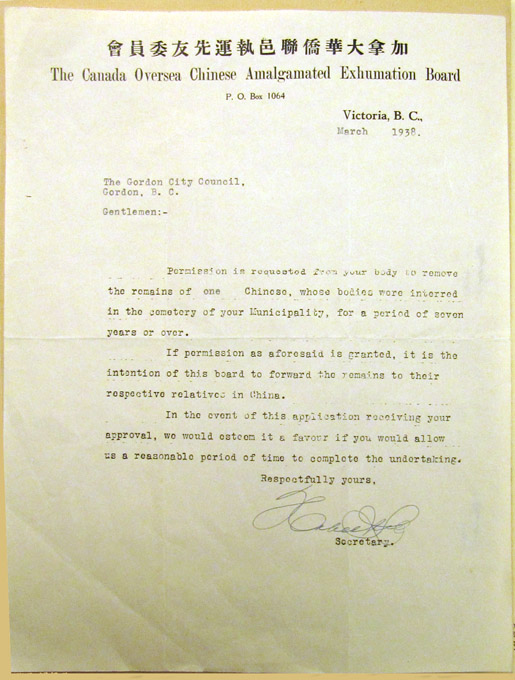 會員委友先運執邑聯僑華大拿加
The Canada Oversea Chinese Amalgamated Exhumation Board
P. O. Box 1064
Victoria, B. C.,
March 1938.
The Gordon City Council,
Gordon, B. C.
Gentlemen:-
Permission is requested from your body to remove
the remains of one Chinese, whose bodies were interred
in the cemetery of your Municipality, for a period of seven
years or over.
If permission as aforesaid is granted, it is the
intention of this board to forward the remains to their
respective relatives in China.
In the event of this application receiving your
approval, we would esteem it a favour if you would allow
us a reasonable period of time to complete the undertaking.
Respectfully yours,
Secretary.